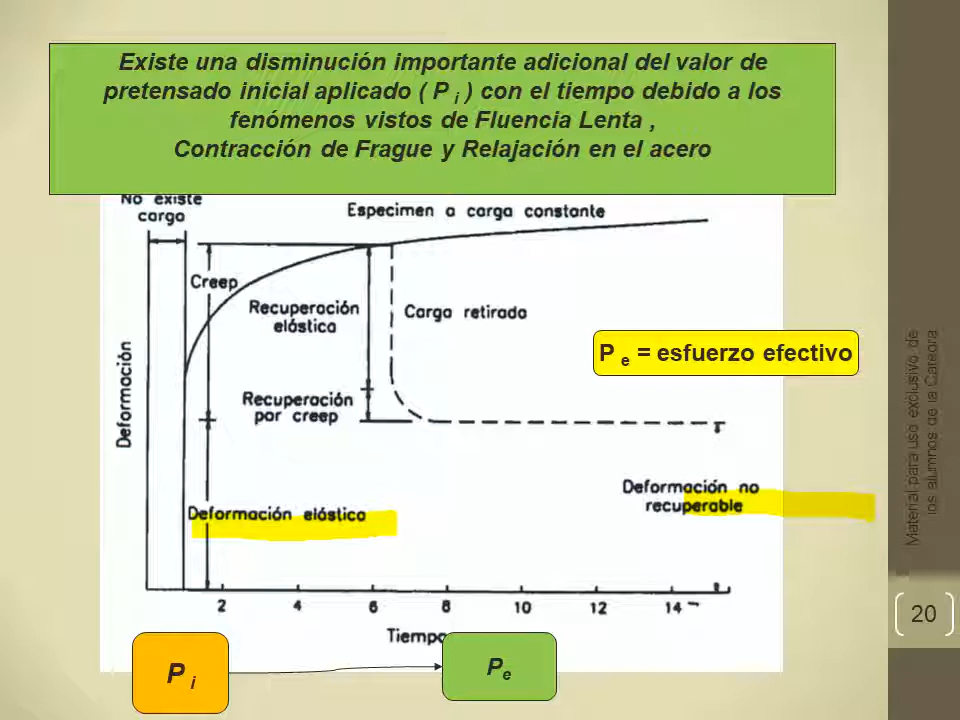 Existe una disminución importante adicional del valor de
pretensado inicial aplicado ( P i ) con el tiempo debido a los
fenómenos vistos de Fluencia Lenta ,
Contracción de Frague y Relajación en el acero
No existe
carga
Especimen a carga constante
Creep
Recuperación
elástica
Carga retirada
P e = esfuerzo efectivo
Recuperación
por creep
Deformación
Deformación elástica
Deformación no
recuperable
2 4 6 8 10 12 14
Tiempo
P i
Pe
Material para uso exclusivo de
los alumnos de la Cátedra
20